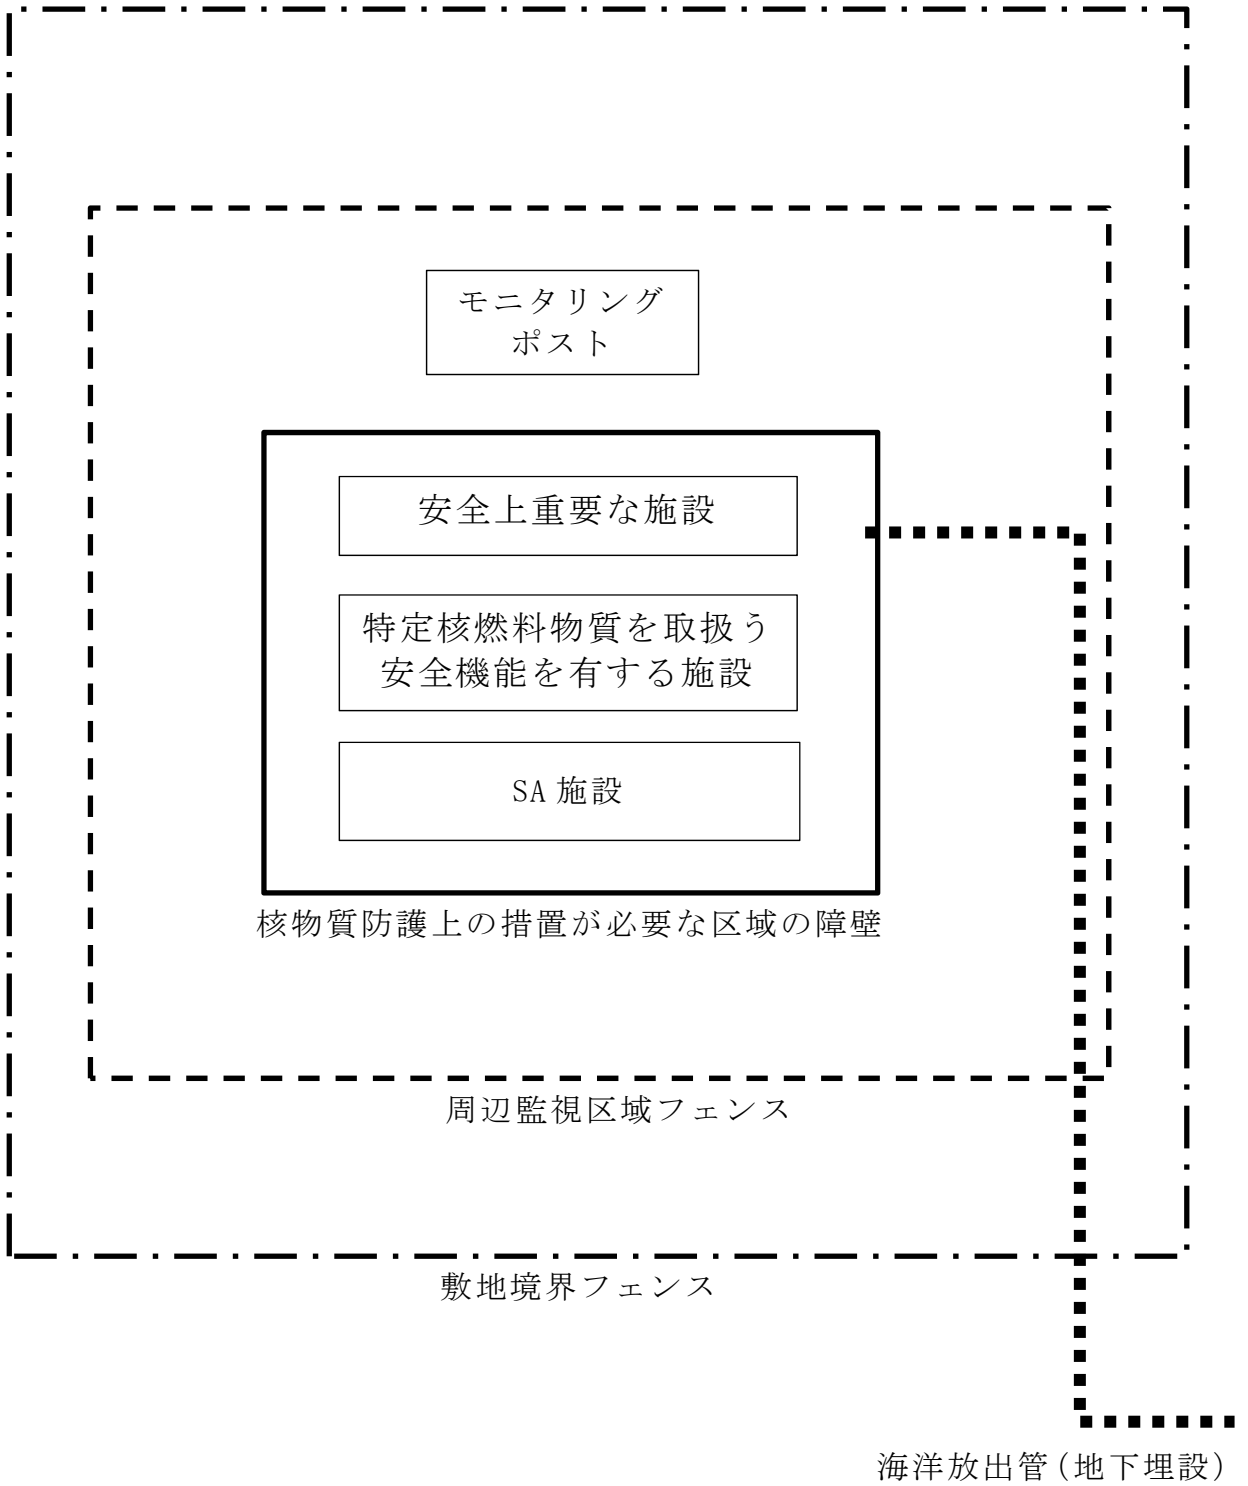 モニタリング
ポスト
安全上重要な施設
特定核燃料物質を取扱う
安全機能を有する施設
SA 施設
核物質防護上の措置が必要な区域の障壁
周辺監視区域フェンス
敷地境界フェンス
海洋放出管(地下埋設)